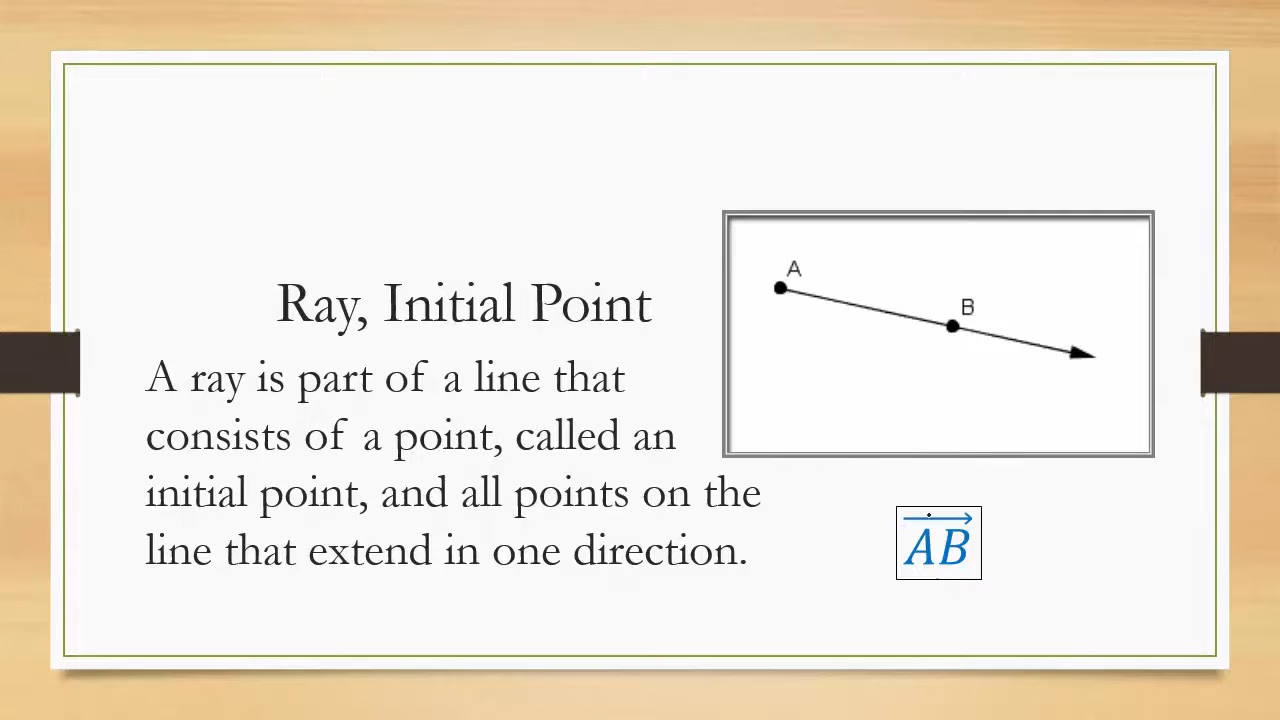 Ray, Initial Point
A ray is part of a line that
consists of a point, called an
initial point, and all points on the
line that extend in one direction.
A
B
AB